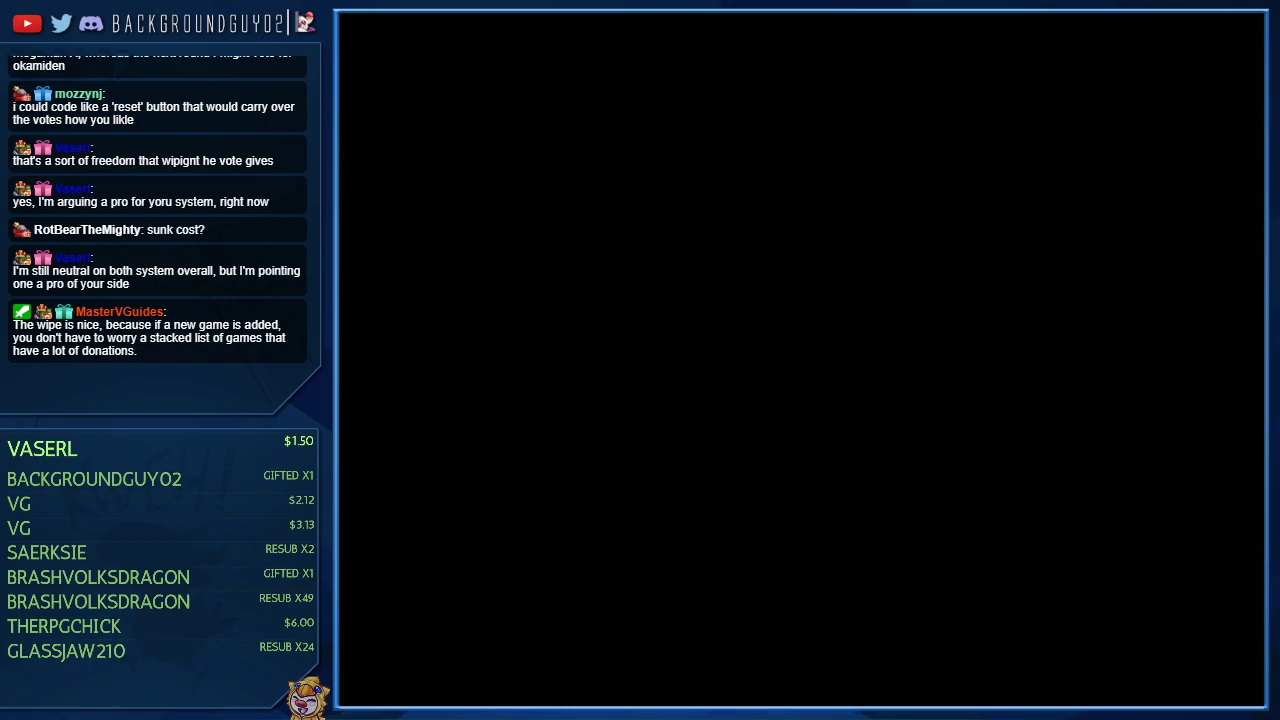 BACKGROUNDGUY02
okamiden
mozzynj:
i could code like a 'reset' button that would carry over
the votes how you likle
Vaserl:
that's a sort of freedom that wipignt he vote gives
Vaserl:
yes, I'm arguing a pro for yoru system, right now
RotBearTheMighty: sunk cost?
Vaserl:
I'm still neutral on both system overall, but I'm pointing
one a pro of your side
MasterVGuides:
The wipe is nice, because if a new game is added,
you don't have to worry a stacked list of games that
have a lot of donations.
VASERL $1.50
BACKGROUNDGUY02 GIFTED X1
VG $2.12
VG $3.13
SAERKSIE RESUB X2
BRASHVOLKSDRAGON GIFTED X1
BRASHVOLKSDRAGON RESUB X49
THERPGCHICK $6.00
GLASSJAW210 RESUB X24